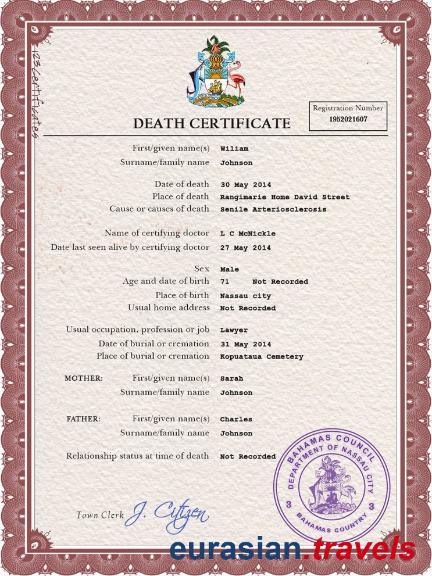 Registration Number
1952021607
DEATH CERTIFICATE
First/given name(s) Wiliam
Surname/family name Johnson
Date of death 30 May 2014
Place of death Rangimarie Home David Street
Cause or causes of death Senile Arteriosclerosis
Name of certifying doctor L C McNickle
Date last seen alive by certifying doctor 27 May 2014
Sex Male
Age and date of birth 71 Not Recorded
Place of birth Nassau city
Usual home address Not Recorded
Usual occupation, profession or job Lawyer
Date of burial or cremation 31 May 2014
Place of burial or cremation Kopuataua Cemetery
MOTHER: First/given name(s) Sarah
Surname/family name Johnson
FATHER: First/given name(s) Charles
Surname/family name Johnson
Relationship status at time of death Not Recorded
BAHAMAS COUNCIL
DEPARTMENT OF NASSAU CITY
3 3
BAHAMAS COUNTRY
Town Clerk J. Citizen
eurasian.travels